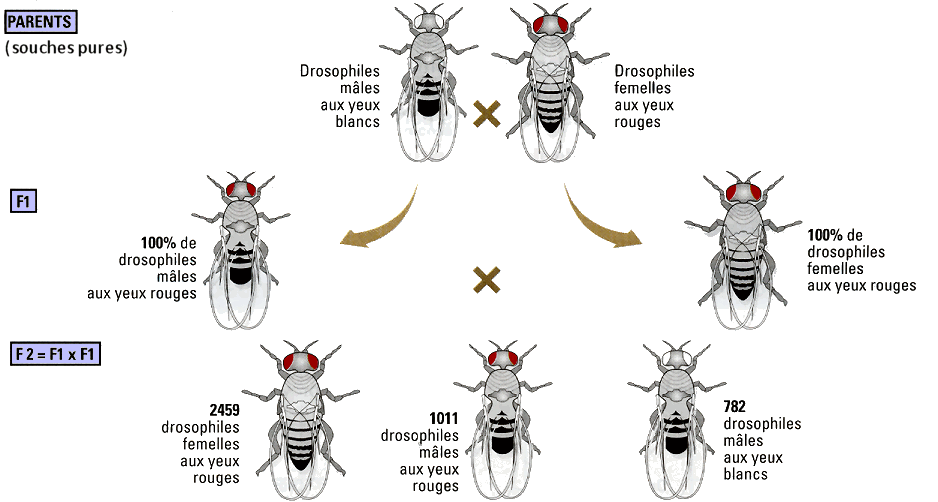 PARENTS
(souches pures)
Drosophiles
mâles
aux yeux
blancs
Drosophiles
femelles
aux yeux
rouges
F1
100% de
drosophiles
mâles
aux yeux rouges
100% de
drosophiles
femelles
aux yeux rouges
F 2 = F1 x F1
2459
drosophiles
femelles
aux yeux
rouges
1011
drosophiles
mâles
aux yeux
rouges
782
drosophiles
mâles
aux yeux
blancs